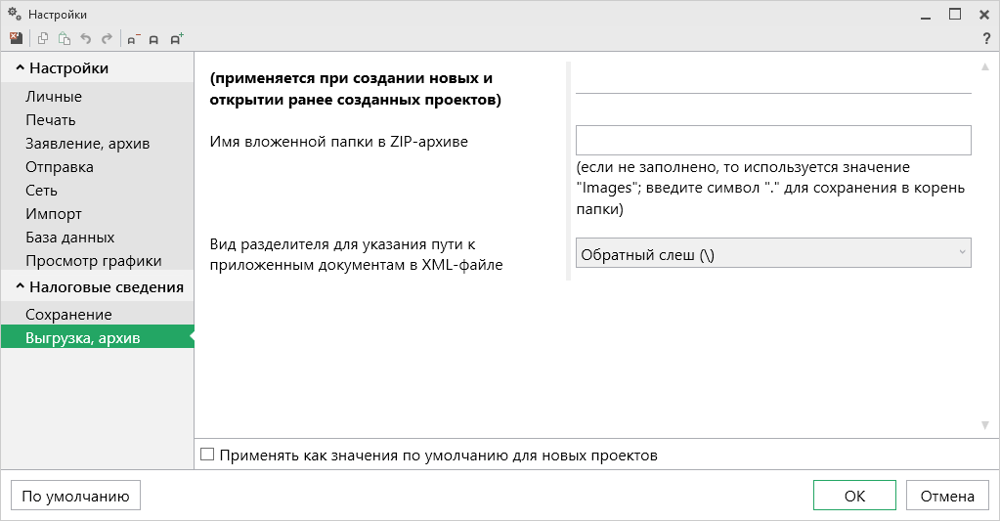 Настройки
A− A A+ ?
Настройки
Личные
Печать
Заявление, архив
Отправка
Сеть
Импорт
База данных
Просмотр графики
Налоговые сведения
Сохранение
Выгрузка, архив
(применяется при создании новых и
открытии ранее созданных проектов)
Имя вложенной папки в ZIP-архиве
(если не заполнено, то используется значение
"Images"; введите символ "." для сохранения в корень
папки)
Вид разделителя для указания пути к
приложенным документам в XML-файле
Обратный слеш (\)
Применять как значения по умолчанию для новых проектов
По умолчанию
ОК
Отмена